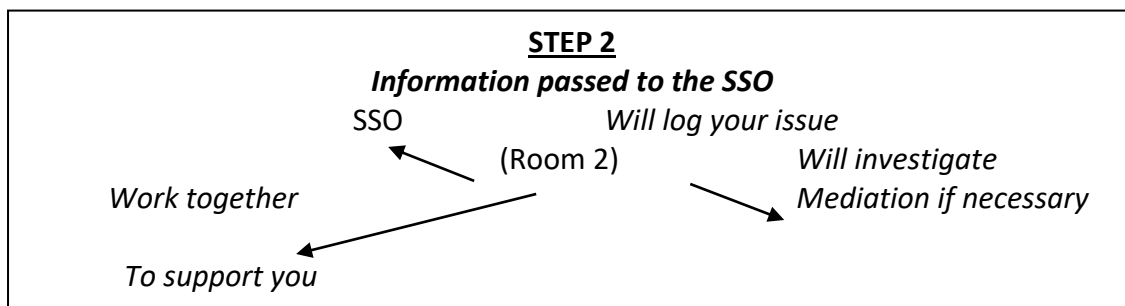 STEP 2
Information passed to the SSO
SSO Will log your issue
(Room 2) Will investigate
Work together Mediation if necessary
To support you